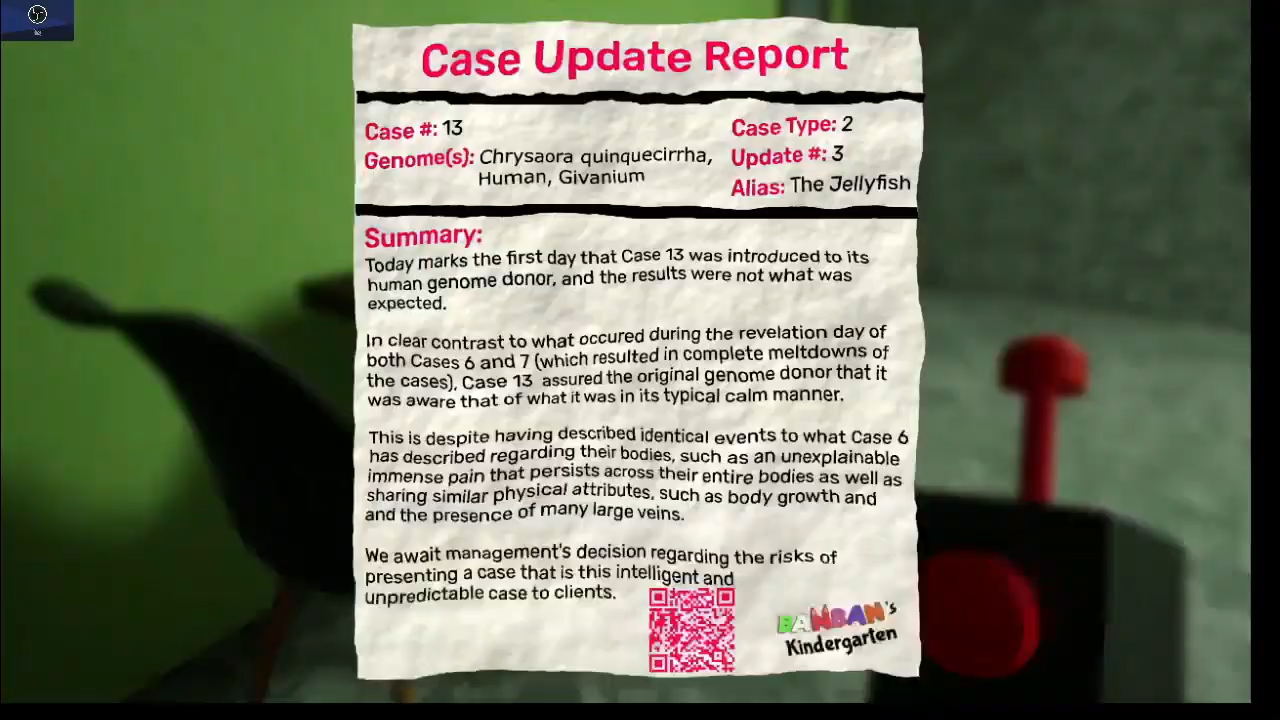 Case Update Report
Case #: 13
Case Type: 2
Genome(s): Chrysaora quinquecirrha,
Human, Givanium
Update #: 3
Alias: The Jellyfish
Summary:
Today marks the first day that Case 13 was introduced to its
human genome donor, and the results were not what was
expected.
In clear contrast to what occured during the revelation day of
both Cases 6 and 7 (which resulted in complete meltdowns of
the cases), Case 13 assured the original genome donor that it
was aware that of what it was in its typical calm manner.
This is despite having described identical events to what Case 6
has described regarding their bodies, such as an unexplainable
immense pain that persists across their entire bodies as well as
sharing similar physical attributes, such as body growth and
and the presence of many large veins.
We await management's decision regarding the risks of
presenting a case that is this intelligent and
unpredictable case to clients.
BANBAN's
Kindergarten